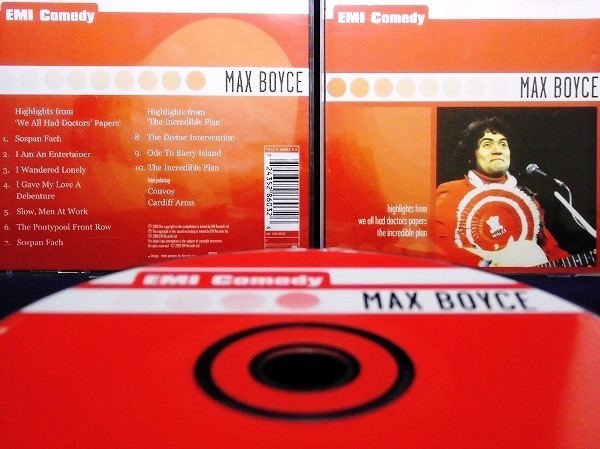 EMI Comedy
MAX BOYCE
Highlights from
'We All Had Doctors' Papers'
1. Sospan Fach
2. I Am An Entertainer
3. I Wandered Lonely
4. I Gave My Love A
Debenture
5. Slow, Men At Work
6. The Pontypool Front Row
7. Sospan Fach
Highlights from
'The Incredible Plan'
8. The Divine Intervention
9. Ode To Barry Island
10. The Incredible Plan
Interpolating
Convoy
Cardiff Arms
EMI Comedy
MAX BOYCE
highlights from
we all had doctors papers
the incredible plan
EMI Comedy
MAX BOYCE